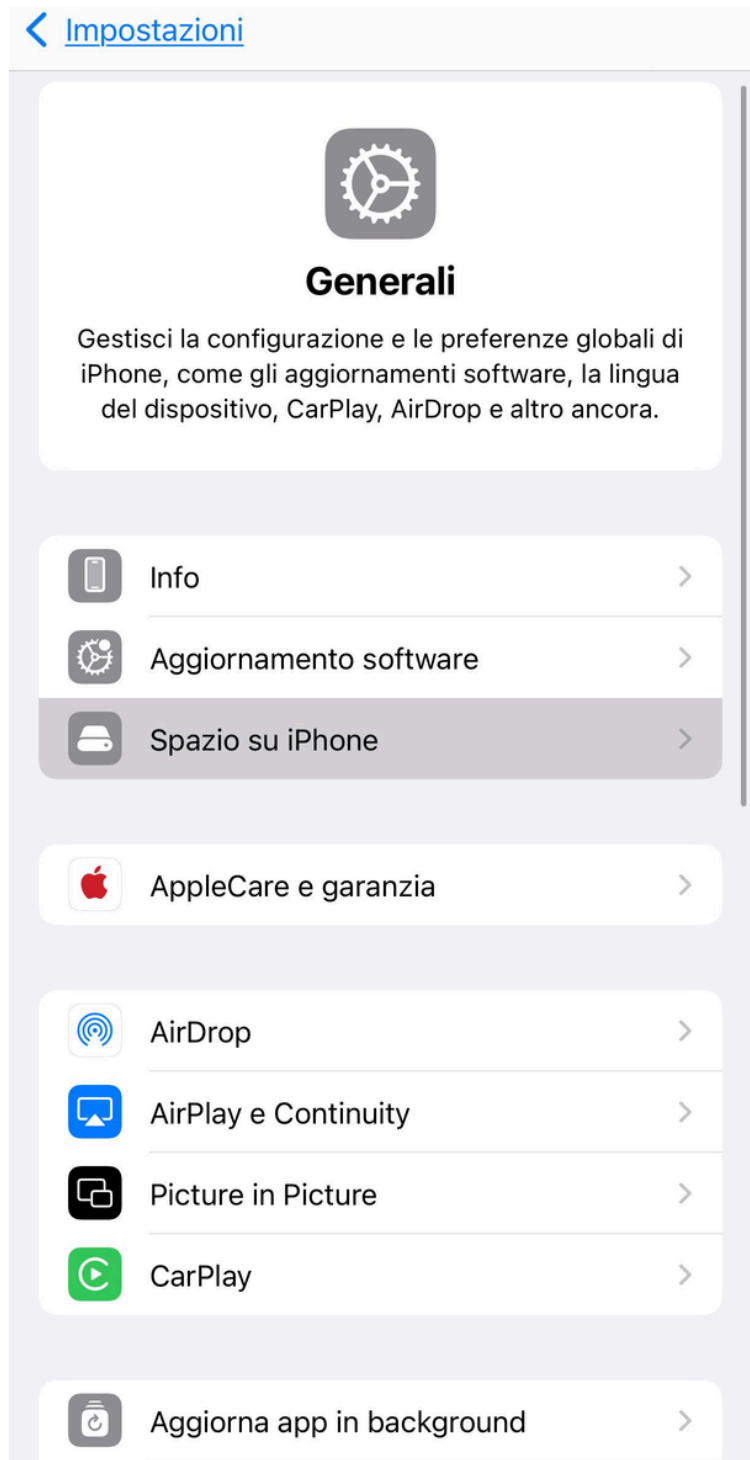 Impostazioni
Generali
Gestisci la configurazione e le preferenze globali di
iPhone, come gli aggiornamenti software, la lingua
del dispositivo, CarPlay, AirDrop e altro ancora.
Info
Aggiornamento software
Spazio su iPhone
AppleCare e garanzia
AirDrop
AirPlay e Continuity
Picture in Picture
CarPlay
Aggiorna app in background